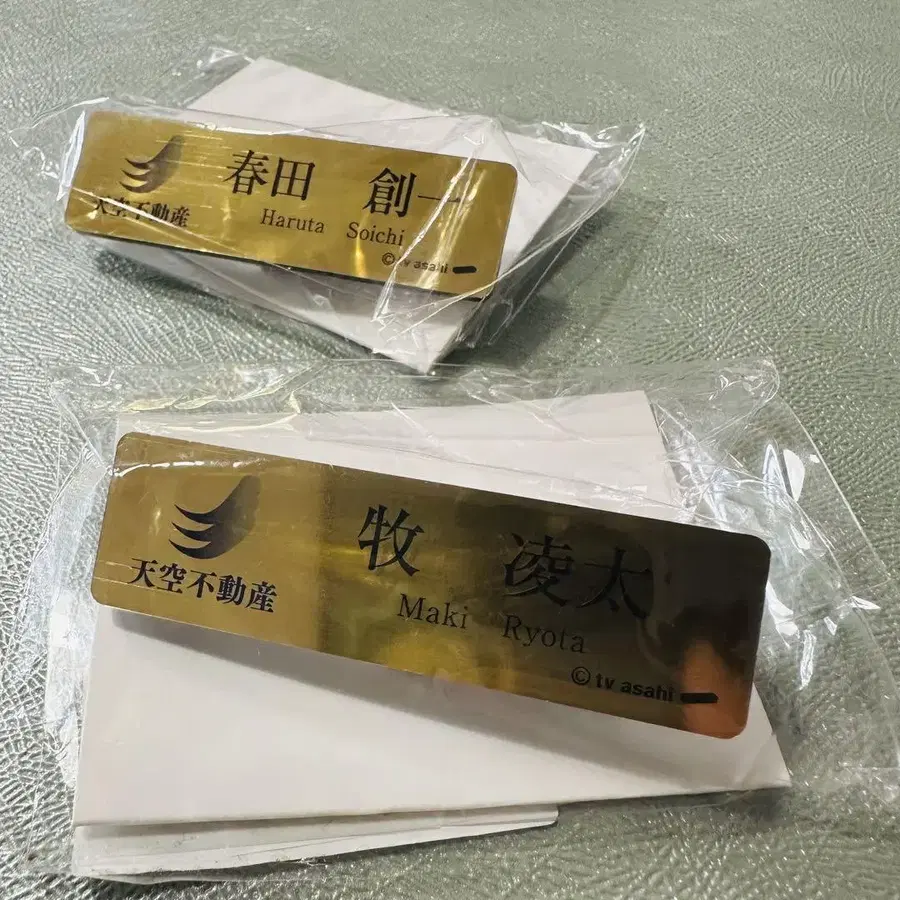 春田 創一
天空不動産
Haruta Soichi
© tv asahi
牧 凌太
天空不動産
Maki Ryota
© tv asahi